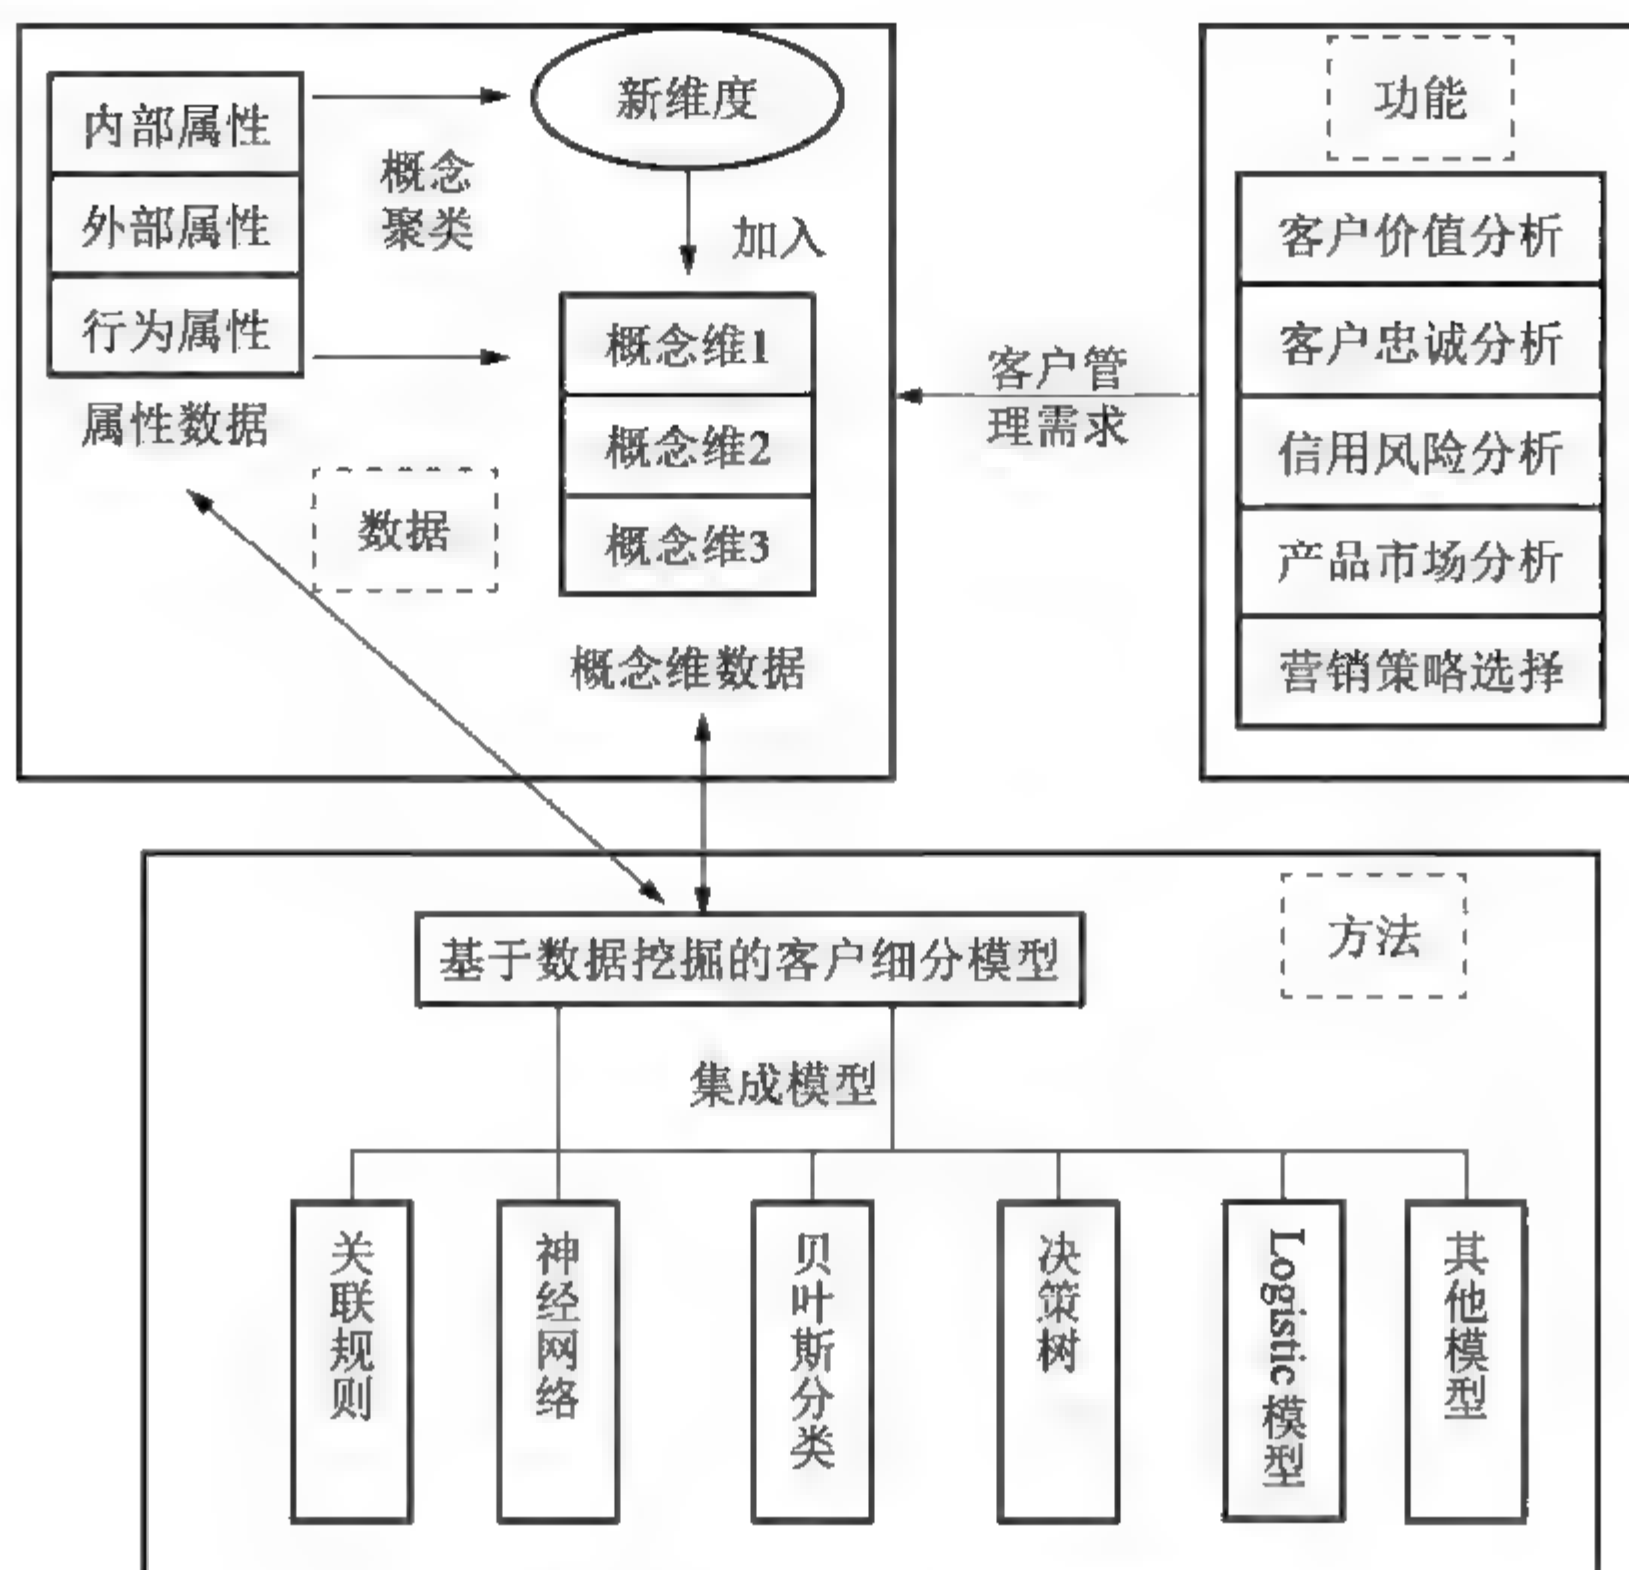 新维度
内部属性
外部属性
行为属性
概念
聚类
加入
属性数据
概念维1
概念维2
概念维3
数据
概念维数据
客户管
理需求
功能
客户价值分析
客户忠诚分析
信用风险分析
产品市场分析
营销策略选择
方法
基于数据挖掘的客户细分模型
集成模型
关联规则
神经网络
贝叶斯分类
决策树
Logistic模型
其他模型